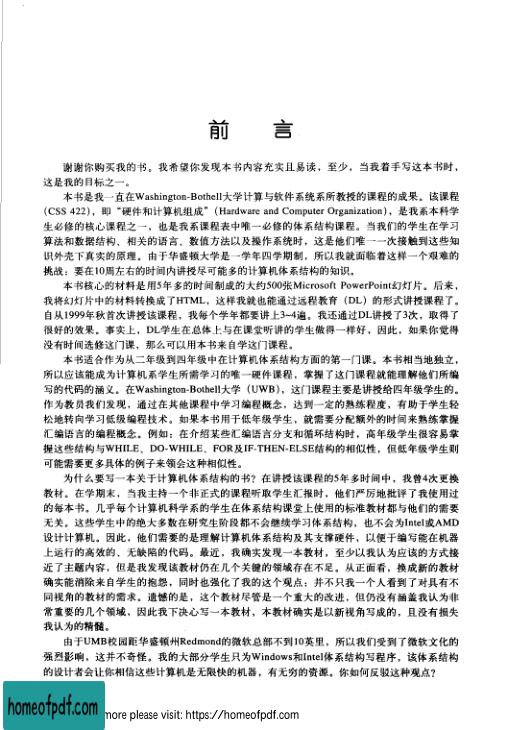 前 言
谢谢你购买我的书。我希望你发现本书内容充实且易读，至少，当我着手写这本书时，
这是我的目标之一。
本书是我一直在Washington-Bothell大学计算与软件系统系所教授的课程的成果。该课程
(CSS 422)，即“硬件和计算机组成”(Hardware and Computer Organization)，是我系本科学
生必修的核心课程之一，也是我系课程表中唯一必修的体系结构课程。当我们的学生在学习
算法和数据结构、相关的语言、数值方法以及操作系统时，这是他们唯一一次接触到这些知
识外壳下真实的原理。由于华盛顿大学是一学年四学期制，所以我就面临着这样一个艰难的
挑战：要在10周左右的时间内讲授尽可能多的计算机体系结构的知识。
本书核心的材料是用5年多的时间制成的大约500张Microsoft PowerPoint幻灯片。后来，
我将幻灯片中的材料转换成了HTML，这样我就也能通过远程教育（DL）的形式讲授课程了。
自从1999年秋首次讲授该课程，我每个学年都要讲上3~4遍。我还通过DL讲授了3次，取得了
很好的效果。事实上，DL学生在总体上与在课堂听讲的学生做得一样好，因此，如果你觉得
没有时间选修这门课，那么可以用本书来自学这门课程。
本书适合作为从二年级到四年级中在计算机体系结构方面的第一门课。本书相当地独立，
所以应该能成为计算机系学生所需学习的唯一硬件课程，掌握了这门课程就能理解他们所编
写的代码的涵义。在Washington-Bothell大学（UWB），这门课程主要是讲授给四年级学生的。
作为教员我们发现，通过在其他课程中学习编程概念，达到一定的熟练程度，有助于学生轻
松地转向学习低级编程技术。如果本书用于低年级学生，就需要分配额外的时间来熟练掌握
汇编语言的编程概念。例如：在介绍某些汇编语言分支和循环结构时，高年级学生很容易掌
握这些结构与WHILE、DO-WHILE、FOR及IF-THEN-ELSE结构的相似性，但低年级学生则
可能需要更多具体的例子来领会这种相似性。
为什么要写一本关于计算机体系结构的书？在讲授该课程的5年多时间中，我曾4次更换
教材。在学期末，当我主持一个非正式的课程听取学生汇报时，他们严厉地批评了我使用过
的每本书。几乎每个计算机科学系的学生在体系结构课堂上使用的标准教材都与他们的需要
无关。这些学生中的绝大多数在研究生阶段都不会继续学习体系结构，也不会为Intel或AMD
设计计算机。因此，他们需要的是理解计算机体系结构及其支撑硬件，以便于编写能在机器
上运行的高效的、无缺陷的代码。最近，我确实发现一本教材，至少以我认为应该的方式接
近了主题内容，但是我发现该教材仍在几个关键的领域存在不足。从正面看，换成新的教材
确实能消除来自学生的抱怨，同时也强化了我的这个观点：并不只我一个人看到了对具有不
同视角的教材的需求。遗憾的是，这个教材尽管是一个重大的改进，但仍没有涵盖我认为非
常重要的几个领域，因此我下决心写一本教材，本教材确实是以新视角写成的，且没有损失
我认为的精髓。
由于UMB校园距华盛顿州Redmond的微软总部不到10英里，所以我们受到了微软文化的
强烈影响，这并不奇怪。我的大部分学生只为Windows和Intel体系结构写程序，该体系结构
的设计者会让你相信这些计算机是无限快的机器，有无穷的资源。你如何反驳这种观点？
homeofpdf.com
more please visit: https://homeofpdf.com